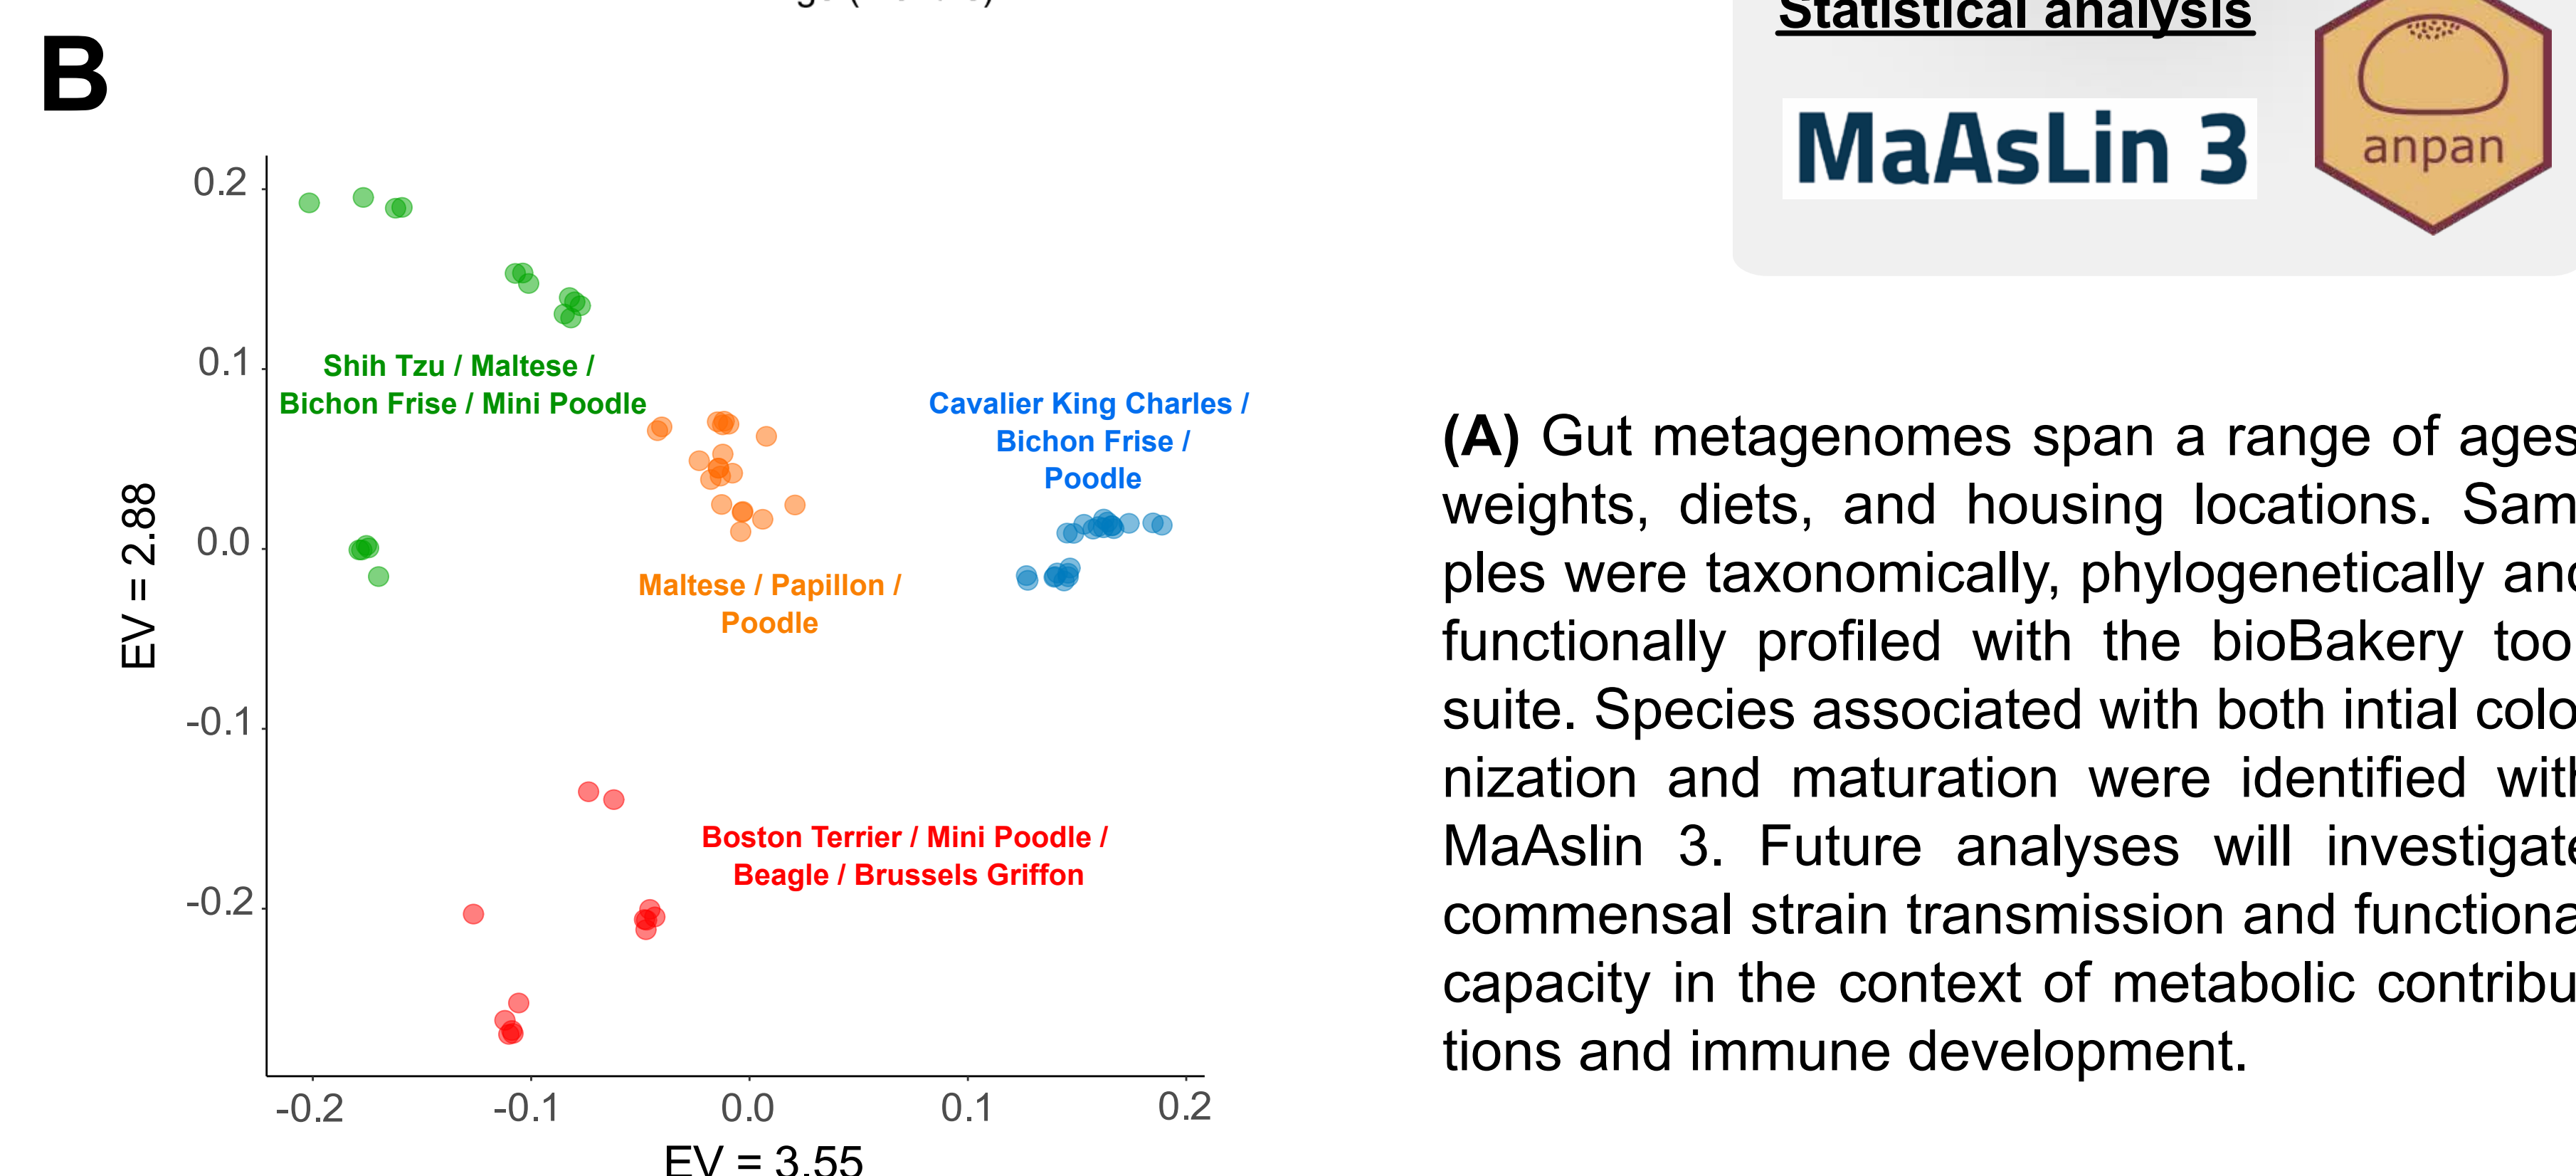 Statistical analysis
B
MaAsLin 3
anpan
0.2
0.1
0.0
-0.1
-0.2
EV = 2.88
Shih Tzu / Maltese /
Bichon Frise / Mini Poodle
Cavalier King Charles /
Bichon Frise /
Poodle
Maltese / Papillon /
Poodle
Boston Terrier / Mini Poodle /
Beagle / Brussels Griffon
-0.2
-0.1
0.0
0.1
0.2
EV = 3.55
(A) Gut metagenomes span a range of ages
weights, diets, and housing locations. Sam
ples were taxonomically, phylogenetically and
functionally profiled with the bioBakery too
suite. Species associated with both intial colo
nization and maturation were identified with
MaAslin 3. Future analyses will investigate
commensal strain transmission and functiona
capacity in the context of metabolic contribu
tions and immune development.